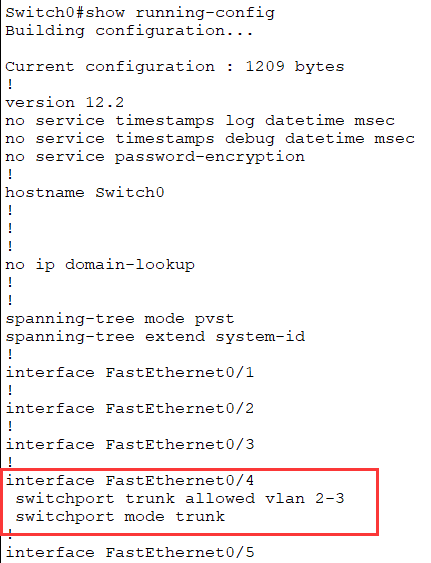 Switch0#show running-config
Building configuration...
Current configuration : 1209 bytes
!
version 12.2
no service timestamps log datetime msec
no service timestamps debug datetime msec
no service password-encryption
!
hostname Switch0
!
!
!
no ip domain-lookup
!
!
spanning-tree mode pvst
spanning-tree extend system-id
!
interface FastEthernet0/1
!
interface FastEthernet0/2
!
interface FastEthernet0/3
!
interface FastEthernet0/4
switchport trunk allowed vlan 2-3
switchport mode trunk
!
interface FastEthernet0/5